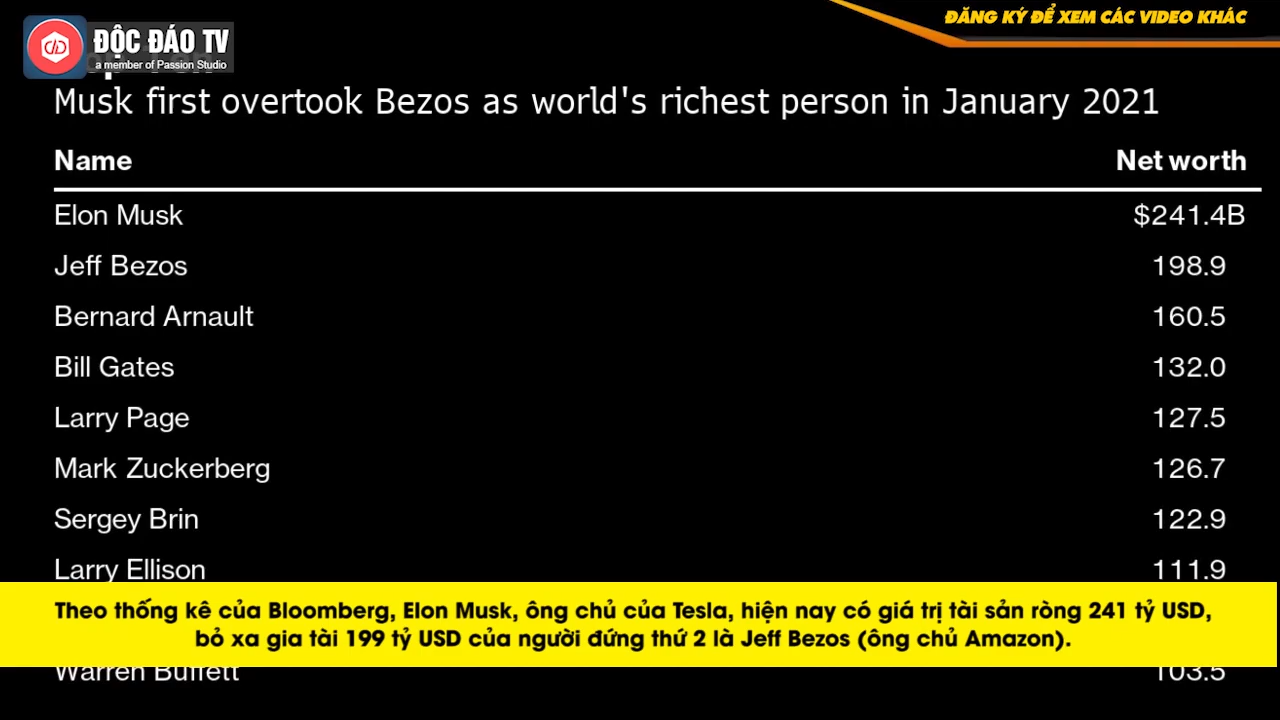 ĐĂNG KÝ ĐỂ XEM CÁC VIDEO KHÁC
ĐỘC ĐÁO TV
a member of Passion Studio
Musk first overtook Bezos as world's richest person in January 2021
Name Net worth
Elon Musk $241.4B
Jeff Bezos 198.9
Bernard Arnault 160.5
Bill Gates 132.0
Larry Page 127.5
Mark Zuckerberg 126.7
Sergey Brin 122.9
Larry Ellison 111.9
Theo thống kê của Bloomberg, Elon Musk, ông chủ của Tesla, hiện nay có giá trị tài sản ròng 241 tỷ USD,
bỏ xa gia tài 199 tỷ USD của người đứng thứ 2 là Jeff Bezos (ông chủ Amazon).
Warren Buffett 103.5